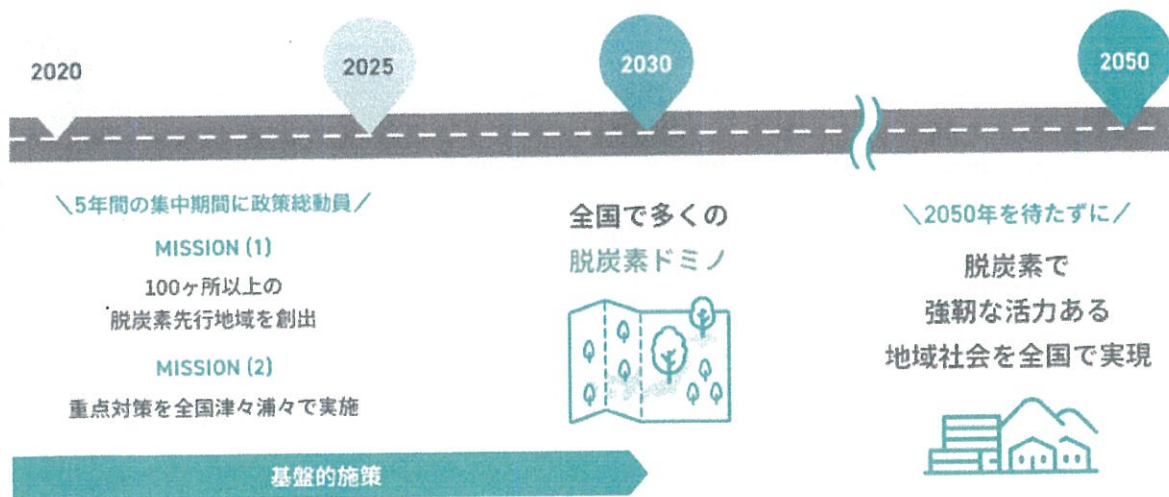 2020
2025
2030
2050
\5年間の集中期間に政策総動員/
MISSION (1)
100ヶ所以上の
脱炭素先行地域を創出
MISSION (2)
重点対策を全国津々浦々で実施
基盤的施策
全国で多くの
脱炭素ドミノ
\2050年を待たずに/
脱炭素で
強靭な活力ある
地域社会を全国で実現